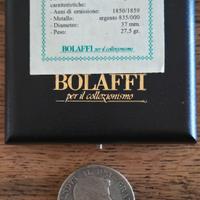 caratteristiche:
- Anni di emissione: 1850/1859
- Metallo: argento 835/000
- Diametro: 37 mm.
- Peso: 27,5 gr.
BOLAFFI per il collezionismo
BOLAFFI
per il collezionismo